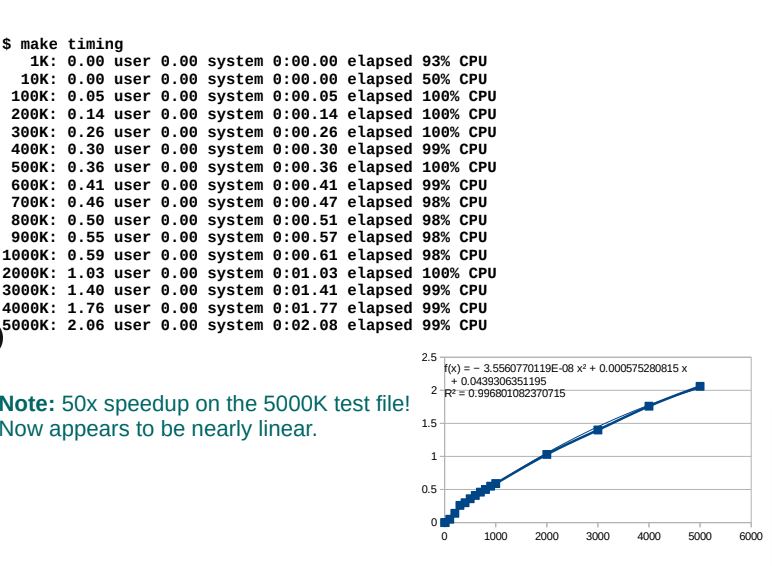 $ make timing
1K: 0.00 user 0.00 system 0:00.00 elapsed 93% CPU
10K: 0.00 user 0.00 system 0:00.00 elapsed 50% CPU
100K: 0.05 user 0.00 system 0:00.05 elapsed 100% CPU
200K: 0.14 user 0.00 system 0:00.14 elapsed 100% CPU
300K: 0.26 user 0.00 system 0:00.26 elapsed 100% CPU
400K: 0.30 user 0.00 system 0:00.30 elapsed 99% CPU
500K: 0.36 user 0.00 system 0:00.36 elapsed 100% CPU
600K: 0.41 user 0.00 system 0:00.41 elapsed 99% CPU
700K: 0.46 user 0.00 system 0:00.47 elapsed 98% CPU
800K: 0.50 user 0.00 system 0:00.51 elapsed 98% CPU
900K: 0.55 user 0.00 system 0:00.57 elapsed 98% CPU
1000K: 0.59 user 0.00 system 0:00.61 elapsed 98% CPU
2000K: 1.03 user 0.00 system 0:01.03 elapsed 100% CPU
3000K: 1.40 user 0.00 system 0:01.41 elapsed 99% CPU
4000K: 1.76 user 0.00 system 0:01.77 elapsed 99% CPU
5000K: 2.06 user 0.00 system 0:02.08 elapsed 99% CPU
Note: 50x speedup on the 5000K test file!
Now appears to be nearly linear.
f(x) = − 3.5560770119E-08 x² + 0.000575280815 x
+ 0.0439306351195
R² = 0.996801082370715
2.5
2
1.5
1
0.5
0
0 1000 2000 3000 4000 5000 6000